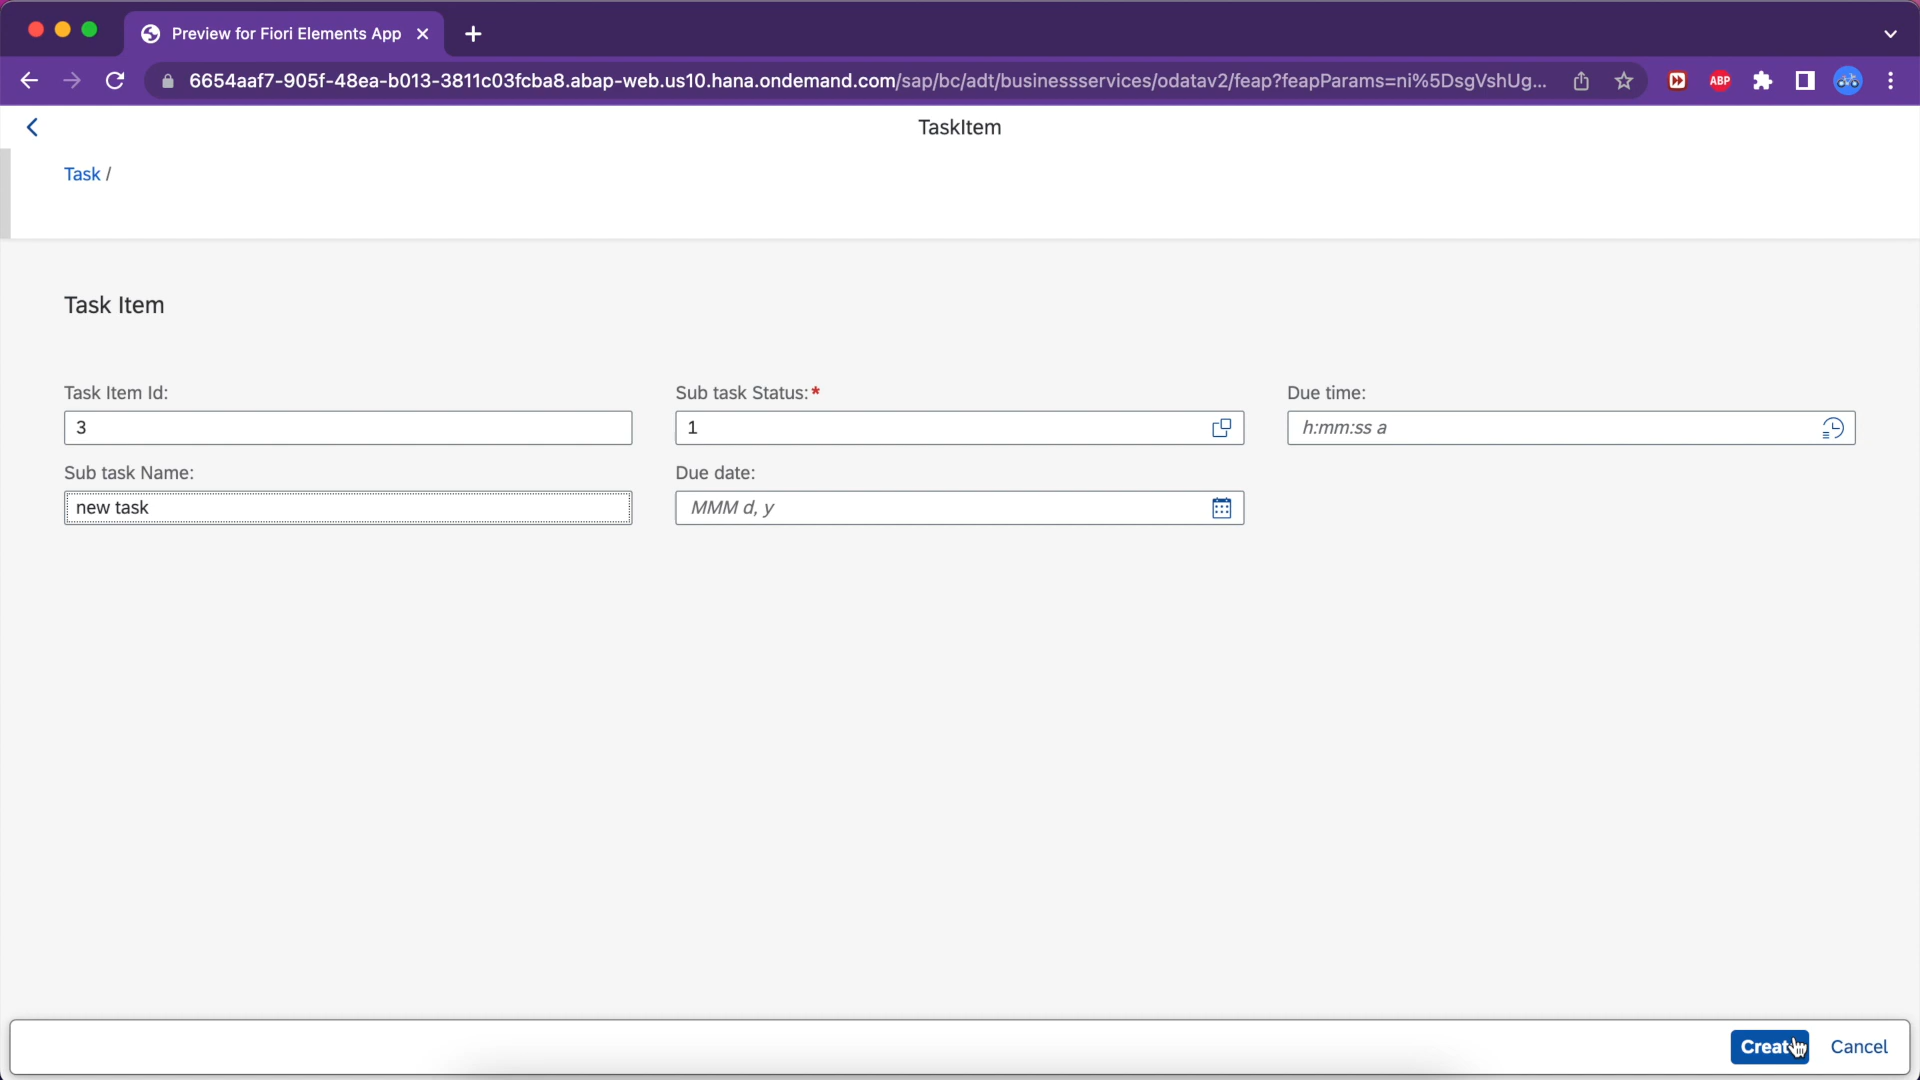 Preview for Fiori Elements App
6654aaf7-905f-48ea-b013-3811c03fcba8.abap-web.us10.hana.ondemand.com/sap/bc/adt/businessservices/odatav2/feap?feapParams=ni%5DsgVshUg...
ABP
TaskItem
Task /
Task Item
Task Item Id:
3
Sub task Status:*
1
Due time:
h:mm:ss a
Sub task Name:
new task
Due date:
MMM d, y
Create
Cancel